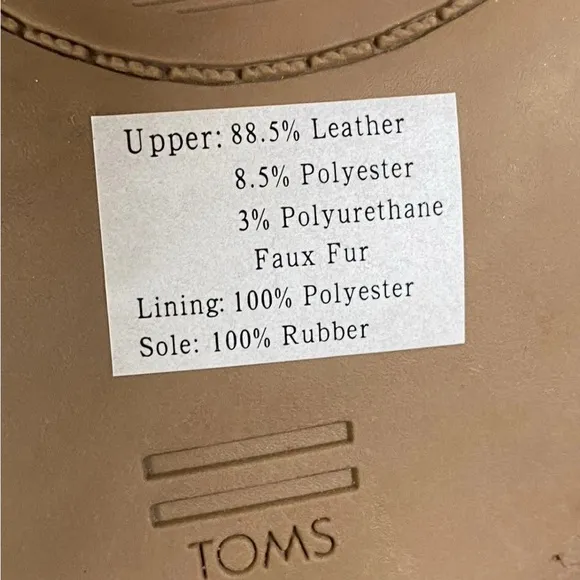 Upper: 88.5% Leather
8.5% Polyester
3% Polyurethane
Faux Fur
Lining: 100% Polyester
Sole: 100% Rubber
TOMS